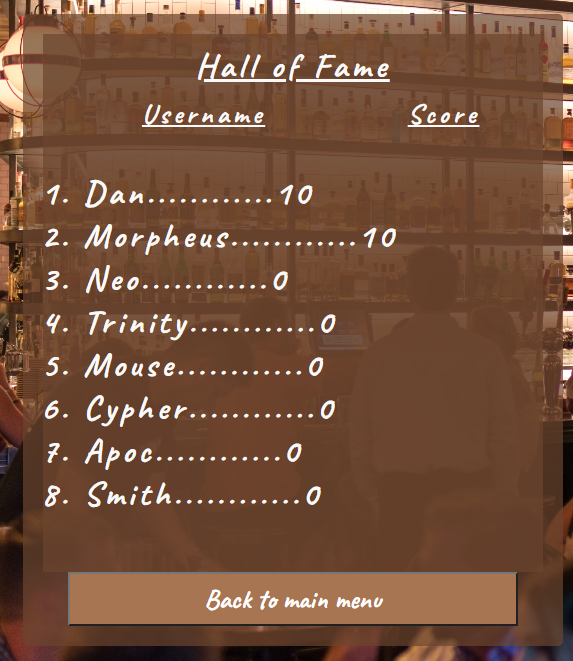 Hall of Fame
Username Score
1. Dan............10
2. Morpheus............10
3. Neo............0
4. Trinity............0
5. Mouse............0
6. Cypher............0
7. Apoc............0
8. Smith............0
Back to main menu